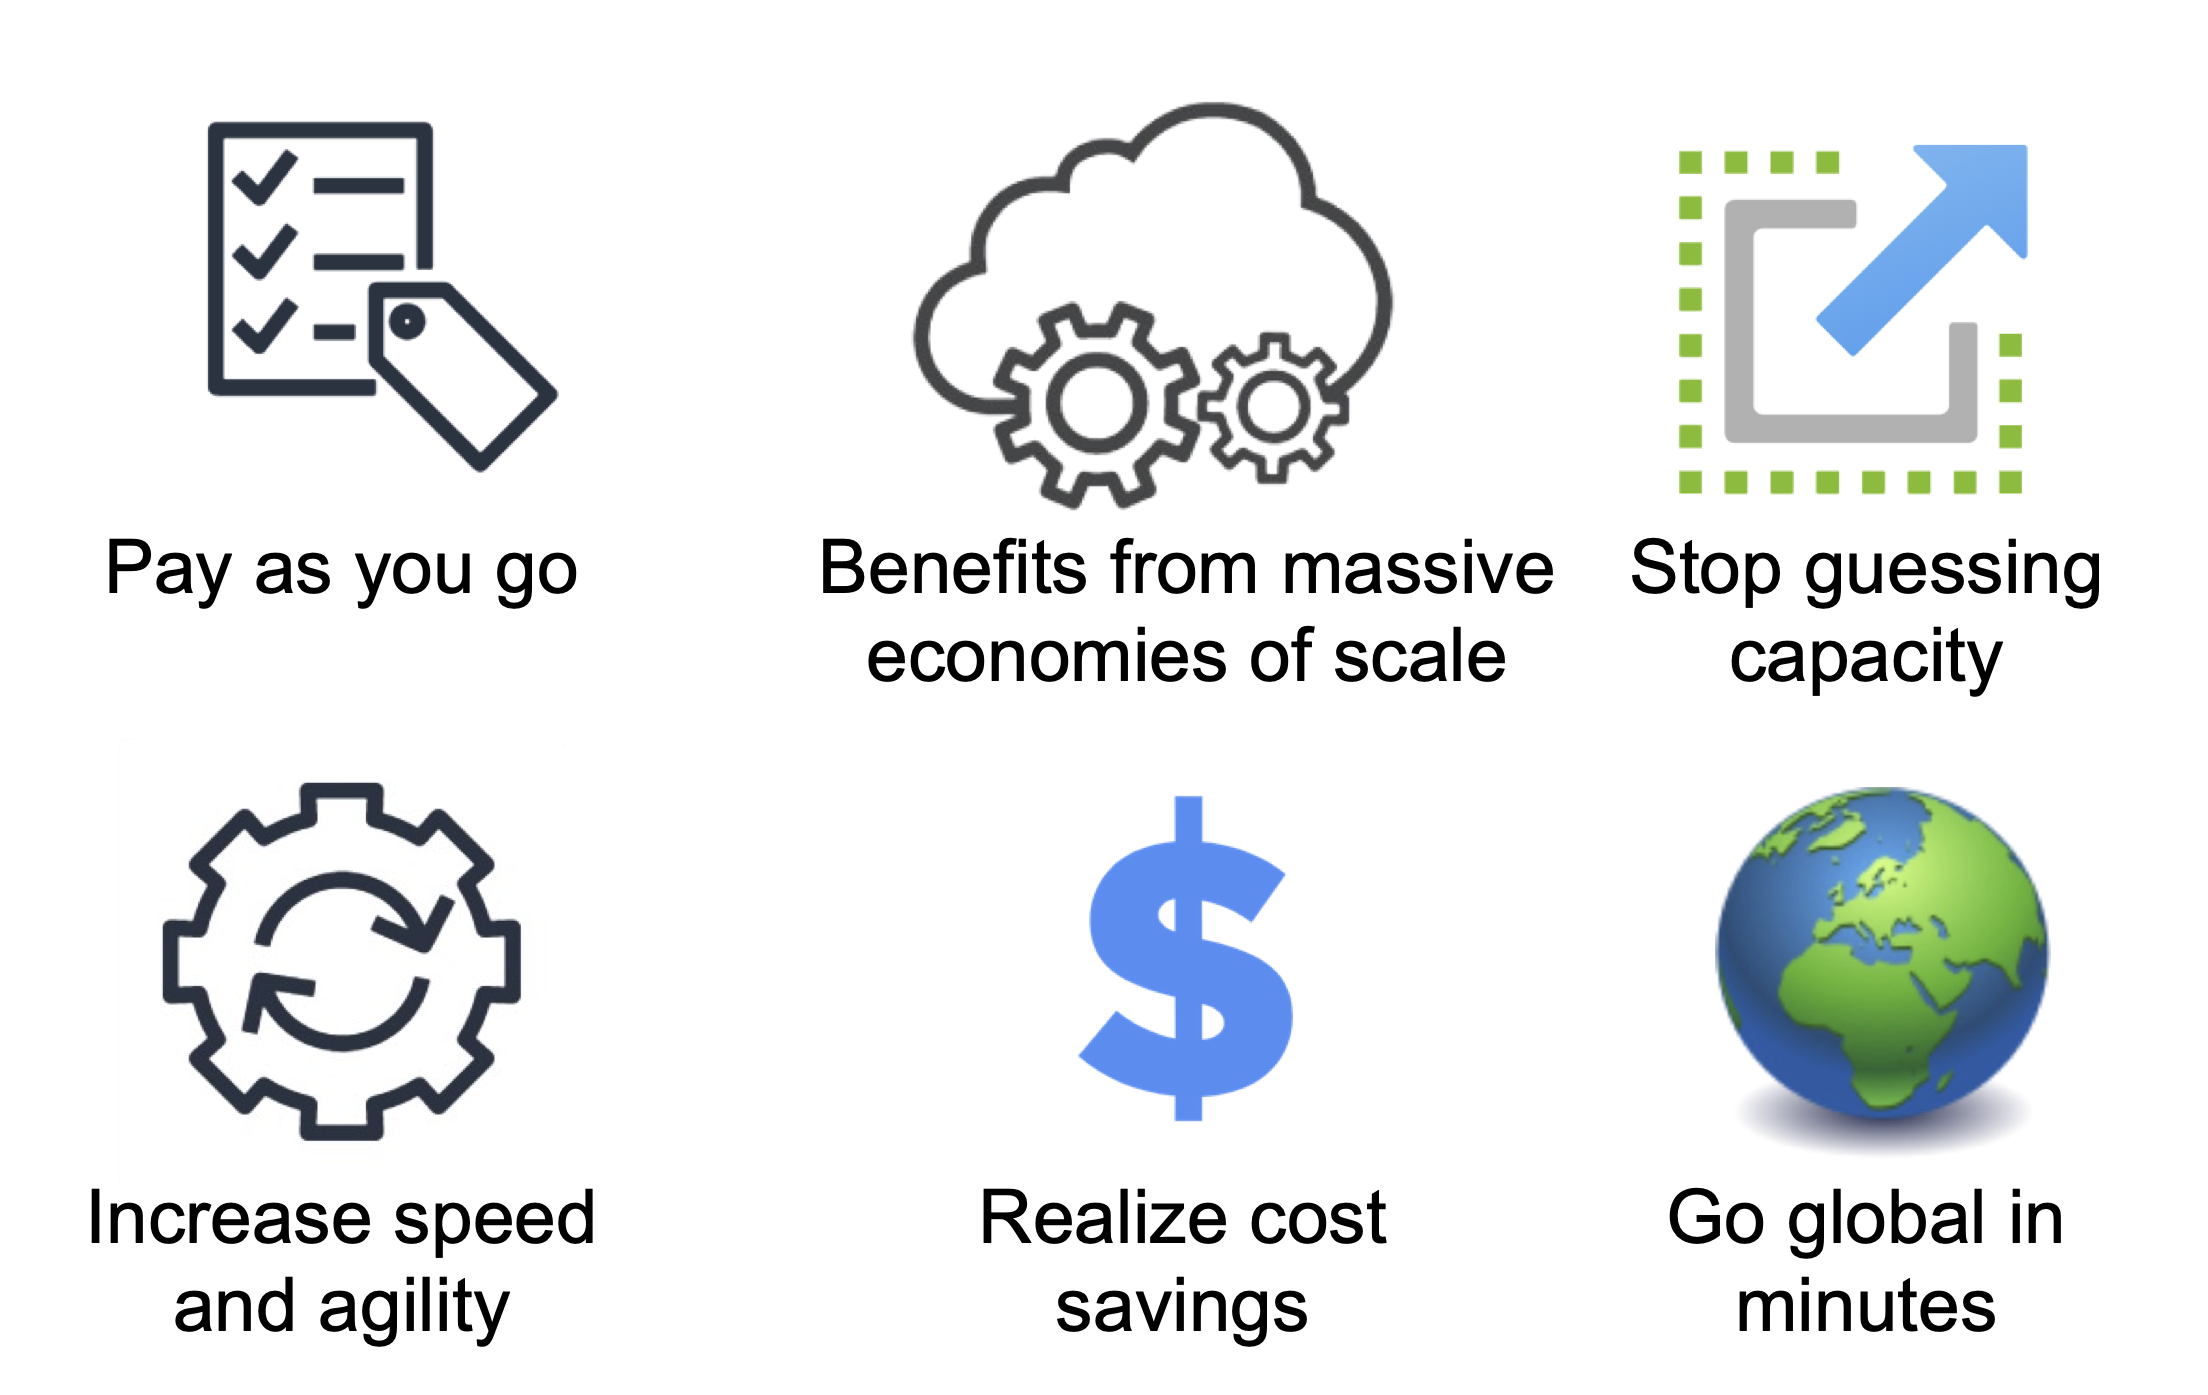 Pay as you go
Benefits from massive
economies of scale
Stop guessing
capacity
Increase speed
and agility
Realize cost
savings
Go global in
minutes